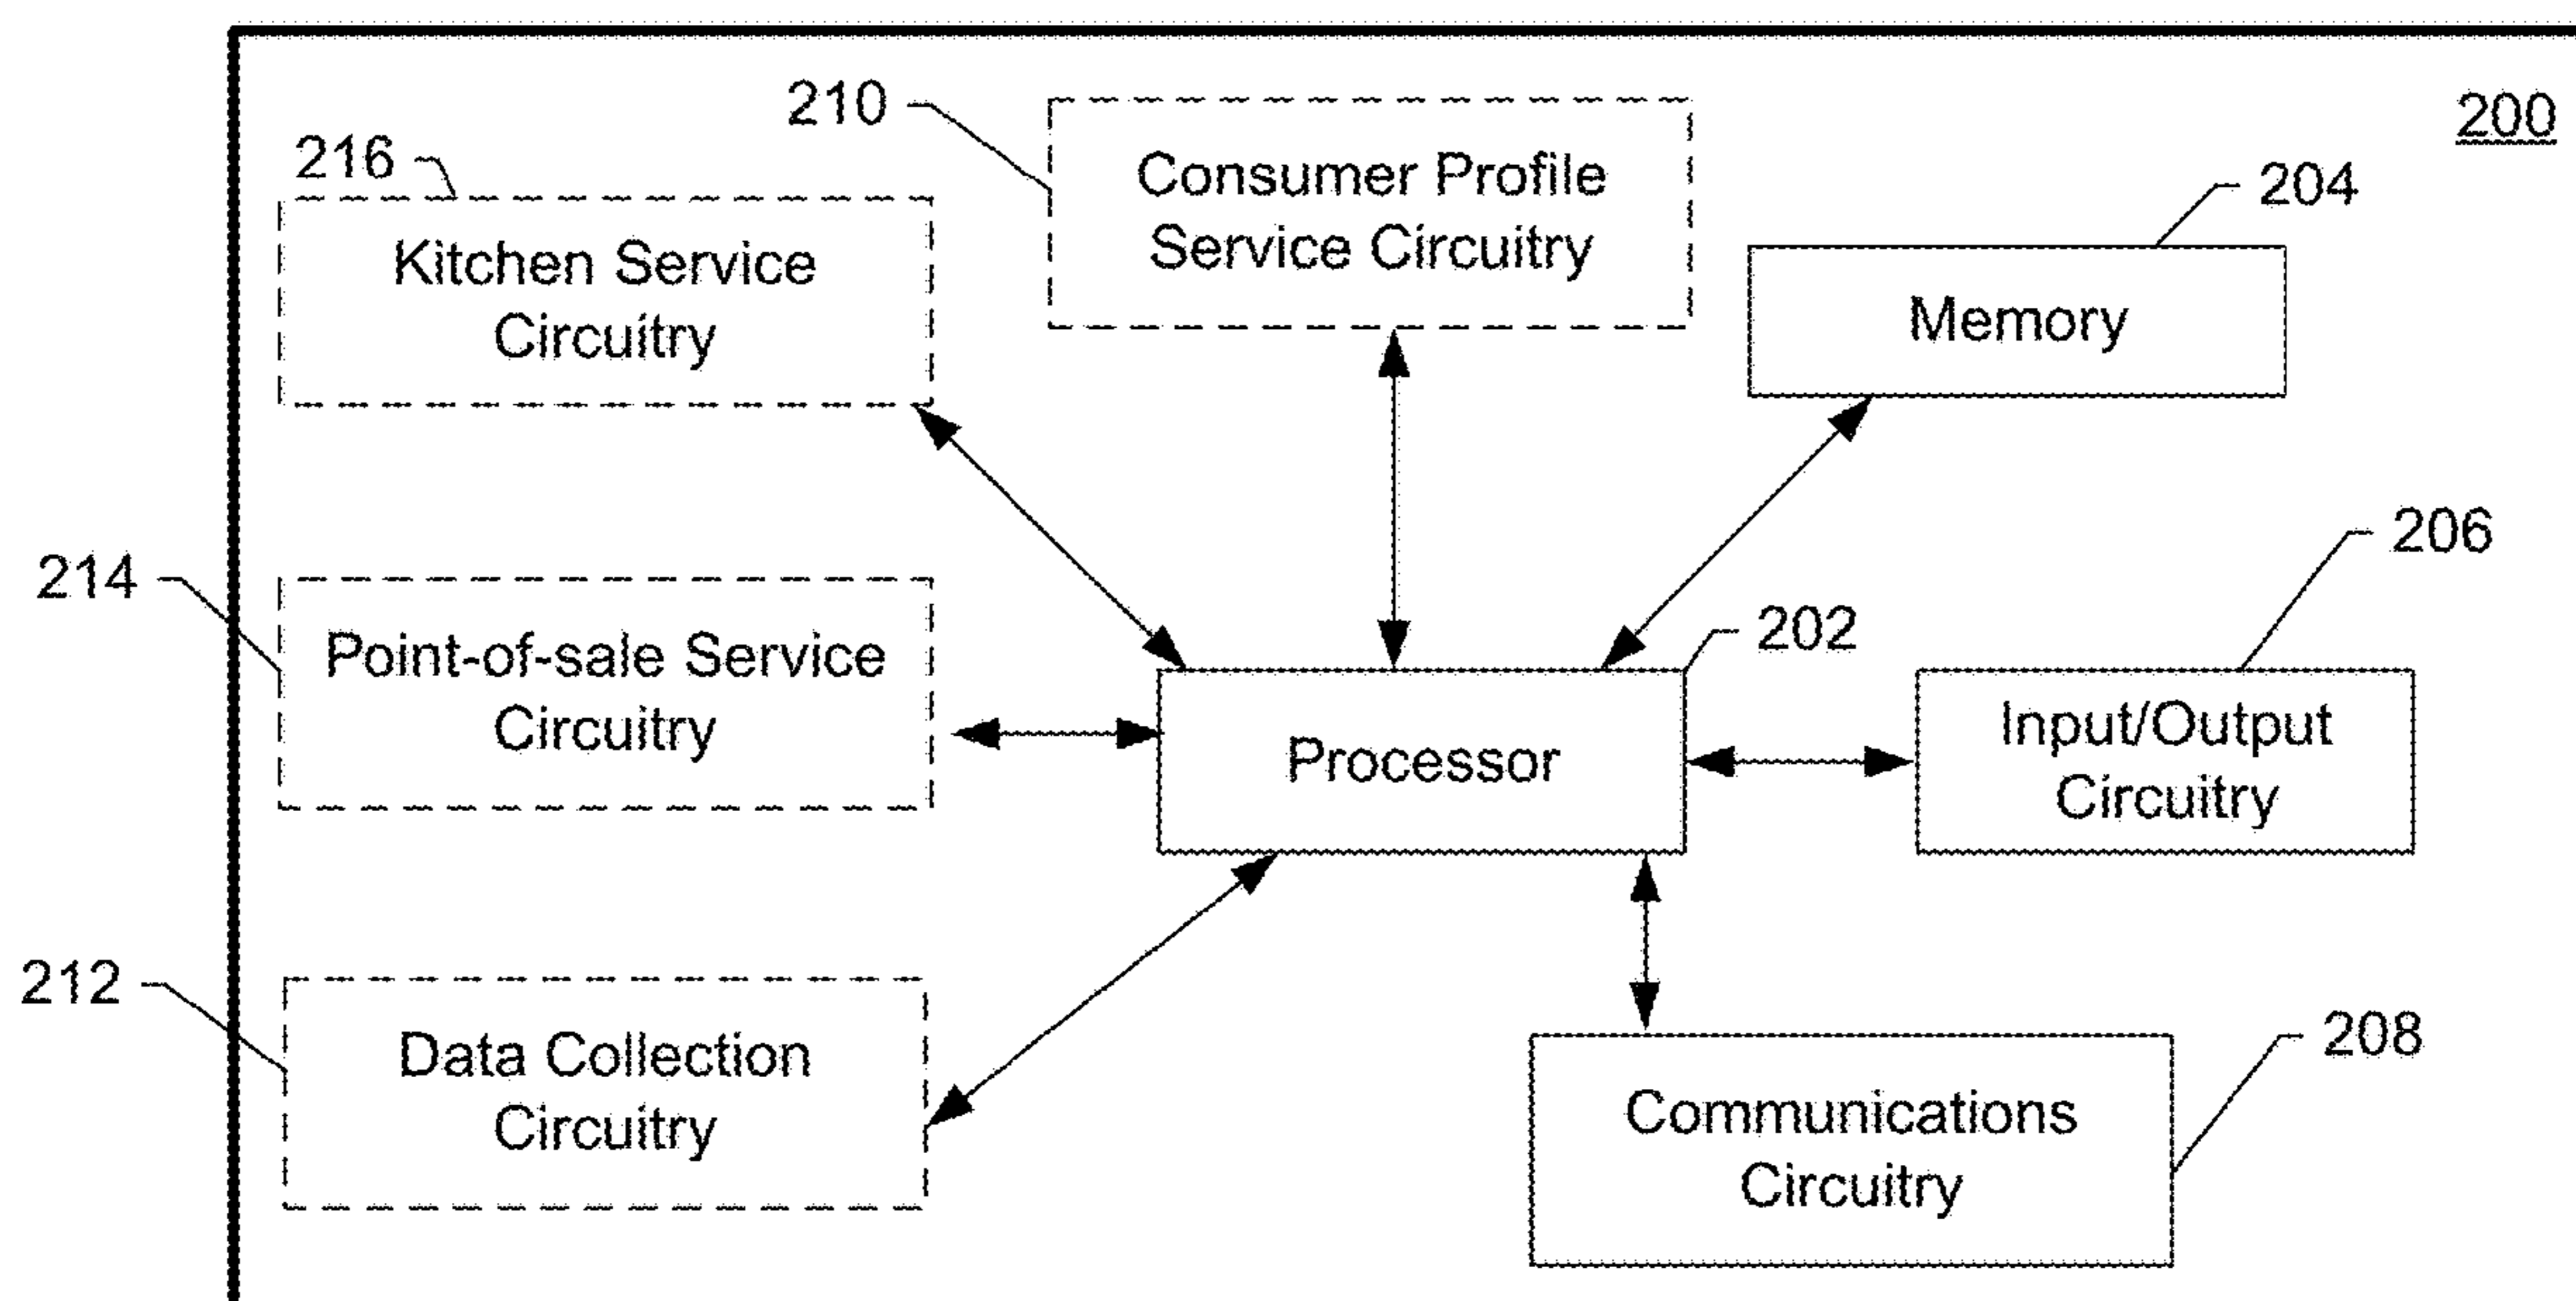 200
210
Consumer Profile
Service Circuitry
216
Kitchen Service
Circuitry
204
Memory
206
214
Point-of-sale Service
Circuitry
202
Processor
Input/Output
Circuitry
212
Data Collection
Circuitry
208
Communications
Circuitry